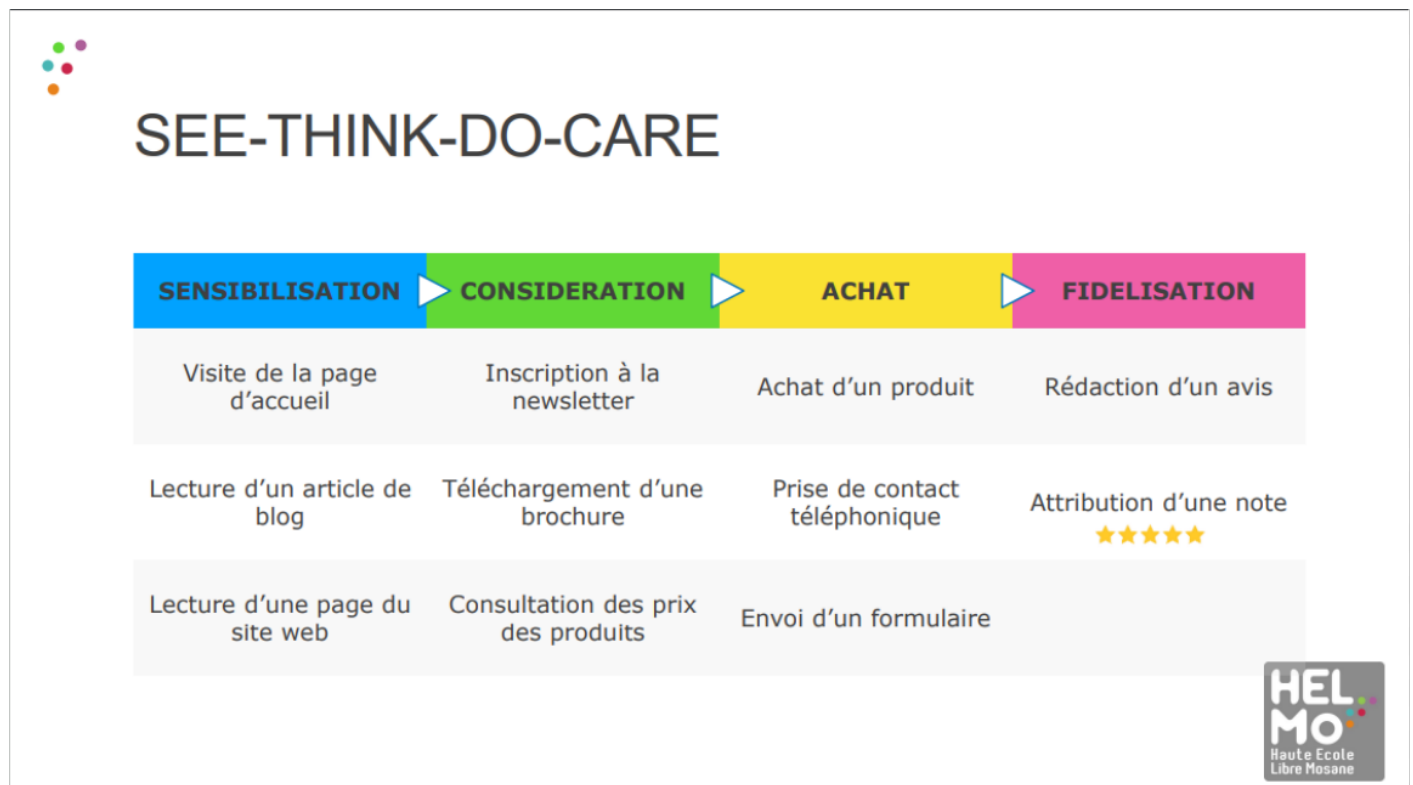 SEE-THINK-DO-CARE
SENSIBILISATION
CONSIDERATION
ACHAT
FIDELISATION
Visite de la page
d’accueil
Inscription à la
newsletter
Achat d’un produit
Rédaction d’un avis
Lecture d’un article de
blog
Téléchargement d’une
brochure
Prise de contact
téléphonique
Attribution d’une note
Lecture d’une page du
site web
Consultation des prix
des produits
Envoi d’un formulaire
HEL
MO
Haute Ecole
Libre Mosane